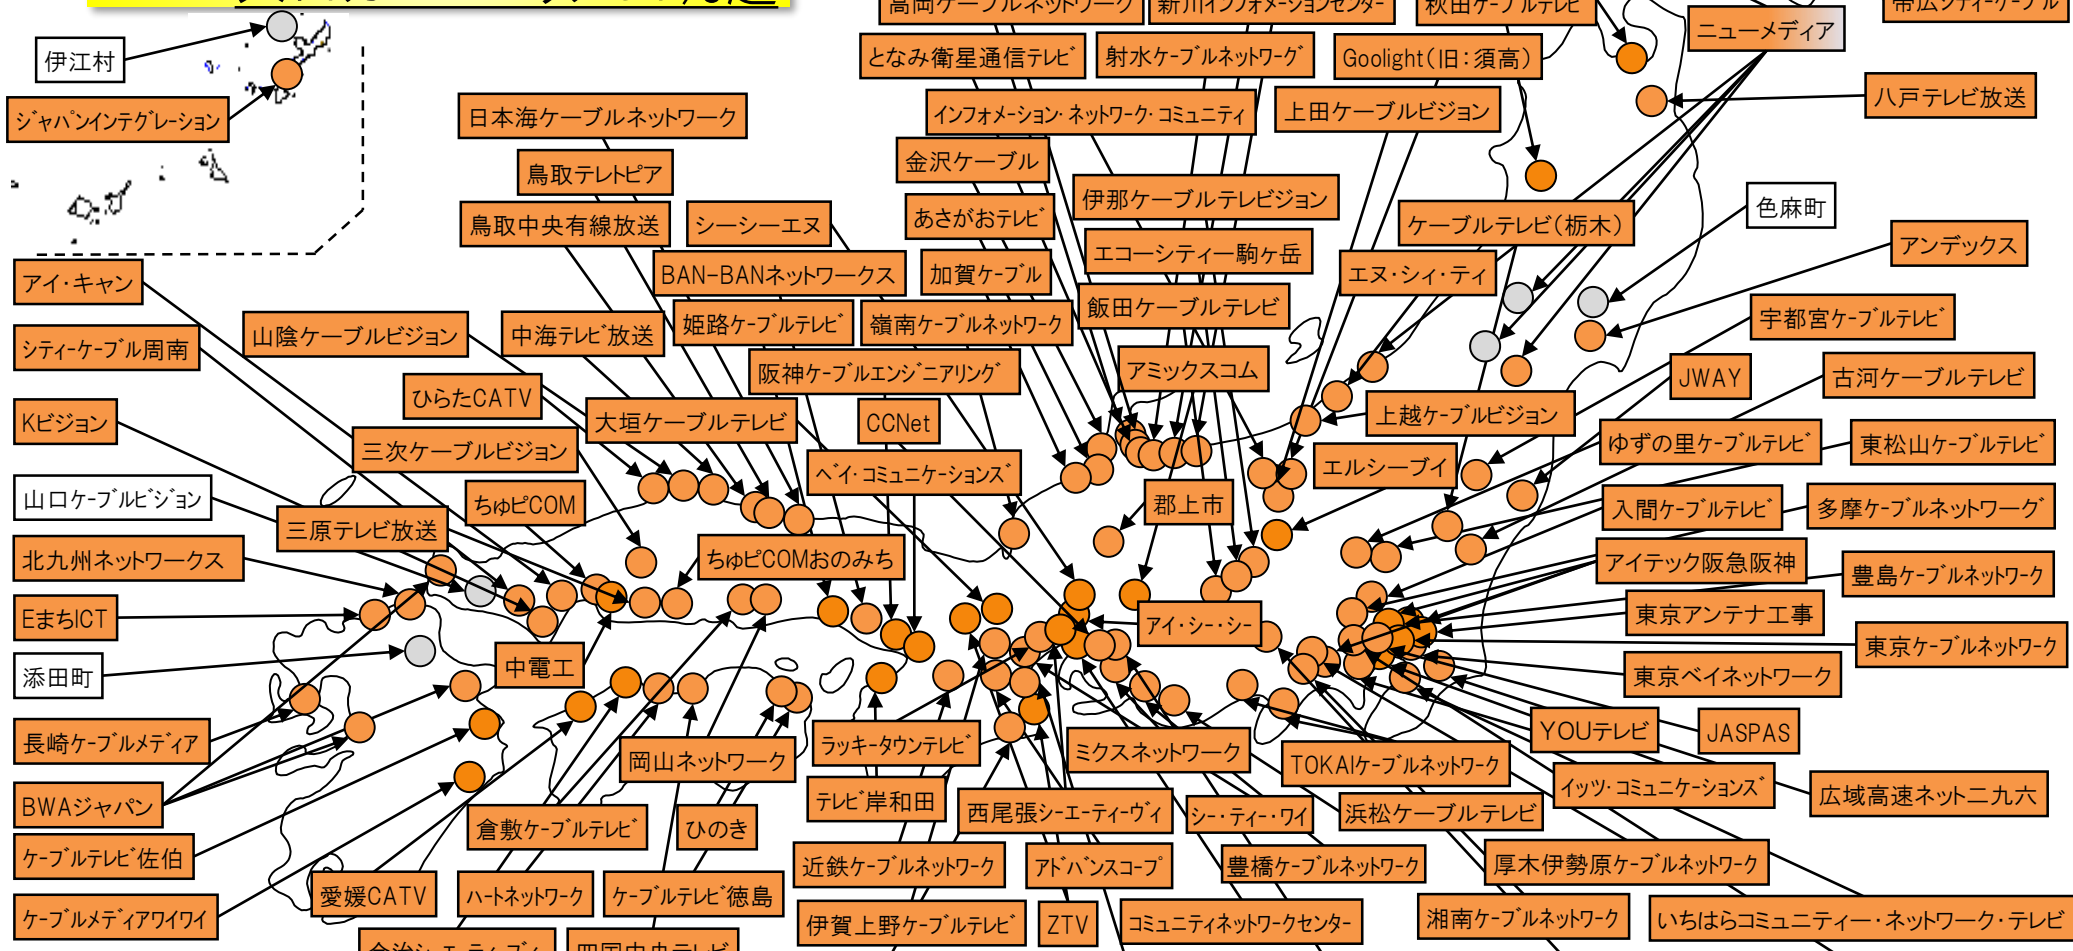 高岡ケーブルネットワーク
新川インフォメーションセンター
秋田ケーブルテレビ
帯広シティーケーブル
ニューメディア
伊江村
となみ衛星通信テレビ
射水ケーブルネットワーク
Goolight(旧:須高)
ジャパンインテグレーション
日本海ケーブルネットワーク
インフォメーション・ネットワーク・コミュニティ
上田ケーブルビジョン
八戸テレビ放送
鳥取テレトピア
金沢ケーブル
伊那ケーブルテレビジョン
色麻町
鳥取中央有線放送
シーシーエヌ
あさがおテレビ
ケーブルテレビ(栃木)
アンデックス
アイ・キャン
BAN-BANネットワークス
加賀ケーブル
エコーシティー駒ヶ岳
エヌ・シィ・ティ
シティーケーブル周南
山陰ケーブルビジョン
中海テレビ放送
姫路ケーブルテレビ
嶺南ケーブルネットワーク
飯田ケーブルテレビ
宇都宮ケーブルテレビ
阪神ケーブルエンジニアリング
アミックスコム
JWAY
古河ケーブルテレビ
Kビジョン
ひらたCATV
大垣ケーブルテレビ
CCNet
上越ケーブルビジョン
ゆずの里ケーブルテレビ
東松山ケーブルテレビ
三次ケーブルビジョン
ベイ・コミュニケーションズ
エルシーブイ
山口ケーブルビジョン
ちゅピCOM
郡上市
入間ケーブルテレビ
多摩ケーブルネットワーク
三原テレビ放送
北九州ネットワークス
ちゅピCOMおのみち
アイテック阪急阪神
豊島ケーブルネットワーク
EまちICT
アイ・シー・シー
東京アンテナ工事
東京ケーブルネットワーク
添田町
中電工
東京ベイネットワーク
長崎ケーブルメディア
岡山ネットワーク
ラッキータウンテレビ
ミクスネットワーク
TOKAIケーブルネットワーク
YOUテレビ
JASPAS
BWAジャパン
倉敷ケーブルテレビ
ひのき
テレビ岸和田
西尾張シーエーティーヴィ
シー・ティー・ワイ
浜松ケーブルテレビ
イッツ・コミュニケーションズ
広域高速ネット二九六
ケーブルテレビ佐伯
近鉄ケーブルネットワーク
アドバンスコープ
豊橋ケーブルネットワーク
厚木伊勢原ケーブルネットワーク
愛媛CATV
ハートネットワーク
ケーブルテレビ徳島
ケーブルメディアワイワイ
伊賀上野ケーブルテレビ
ZTV
コミュニティネットワークセンター
湘南ケーブルネットワーク
いちはらコミュニティー・ネットワーク・テレビ